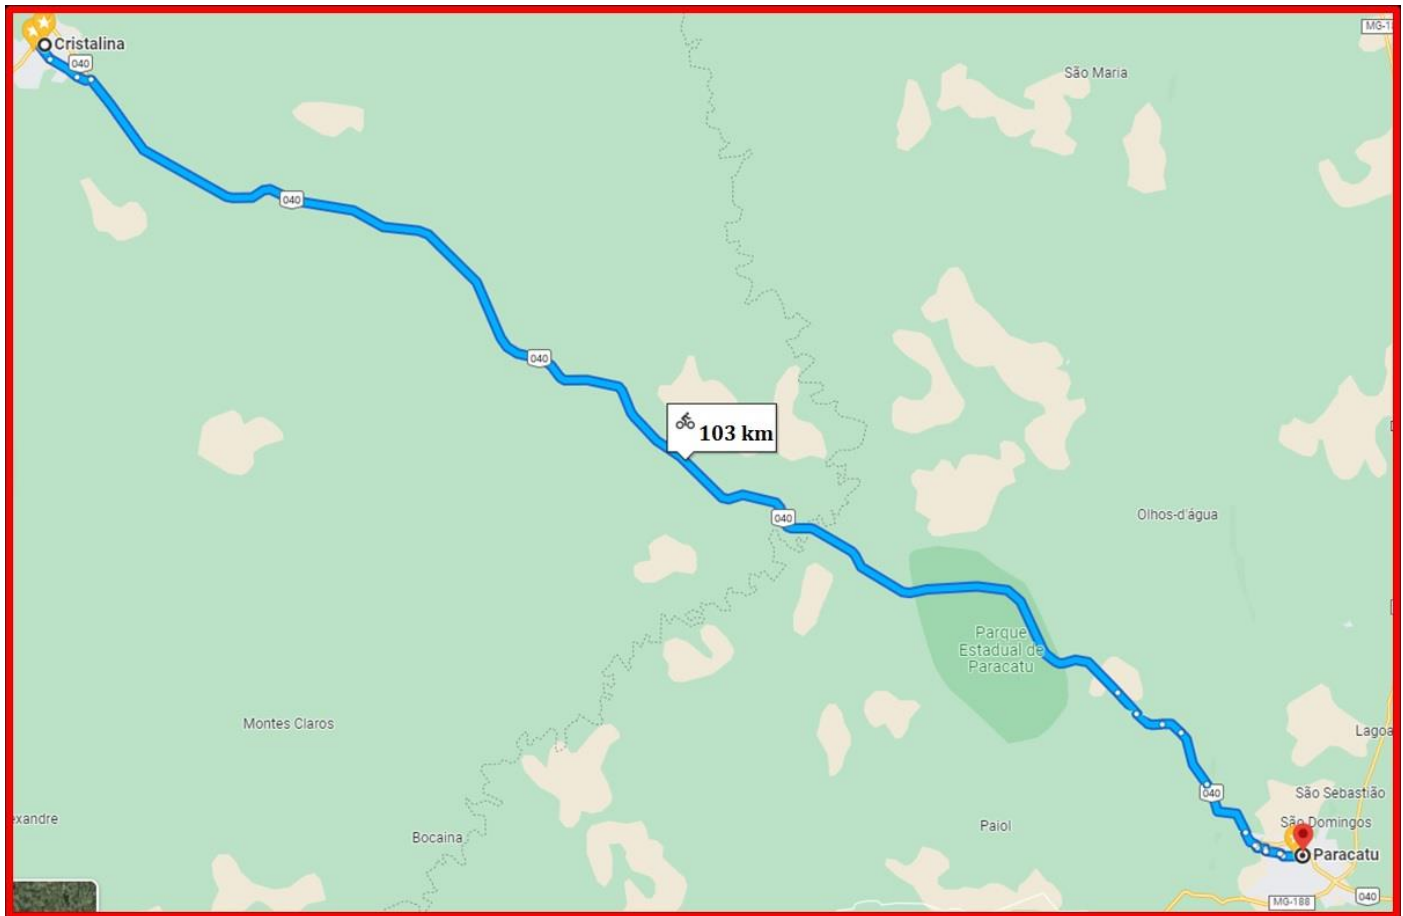 Cristalina
040
MG-1
São Maria
040
040
103 km
040
Olhos-d'água
Parque
Estadual de
Paracatu
Montes Claros
Lagoa
040
São Sebastião
xandre
São Domingos
Paiol
Bocaina
Paracatu
MG-188
040